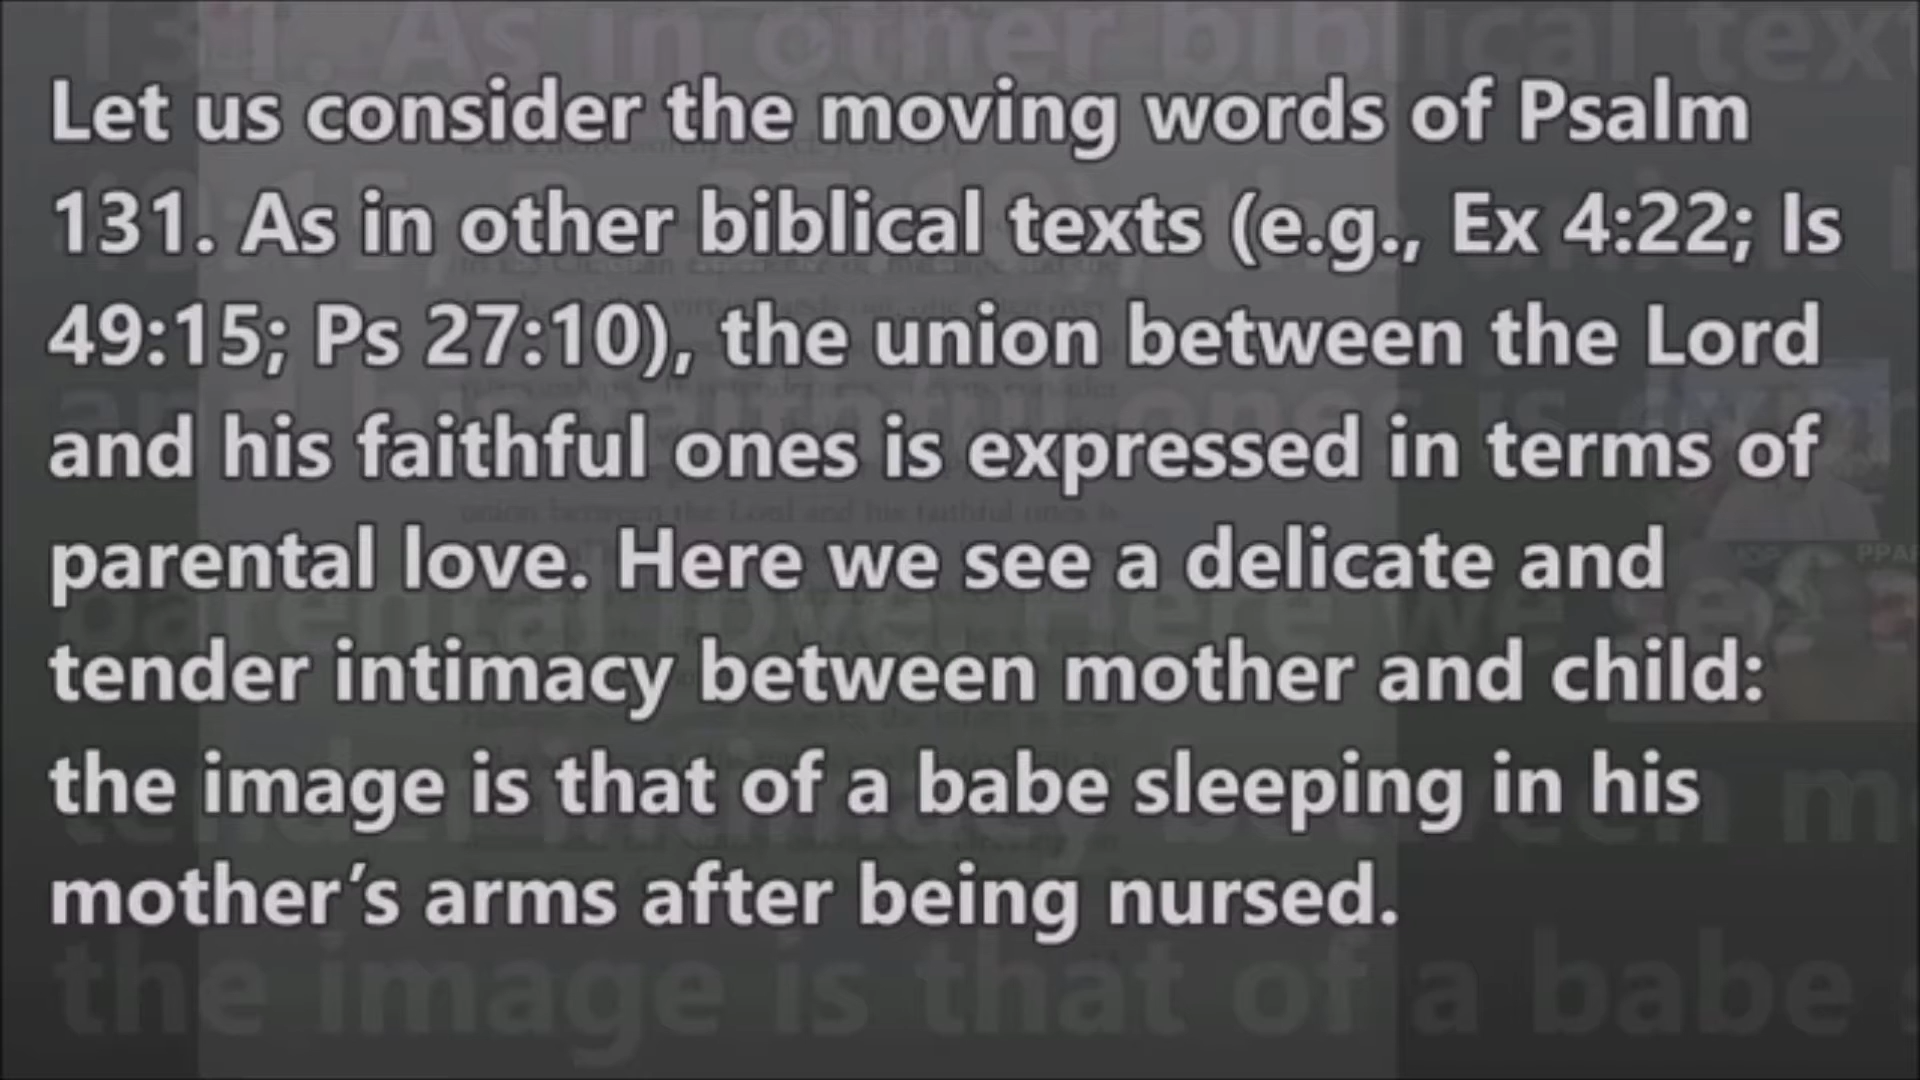 Let us consider the moving words of Psalm
131. As in other biblical texts (e.g., Ex 4:22; Is
49:15; Ps 27:10), the union between the Lord
and his faithful ones is expressed in terms of
parental love. Here we see a delicate and
tender intimacy between mother and child:
the image is that of a babe sleeping in his
mother’s arms after being nursed.